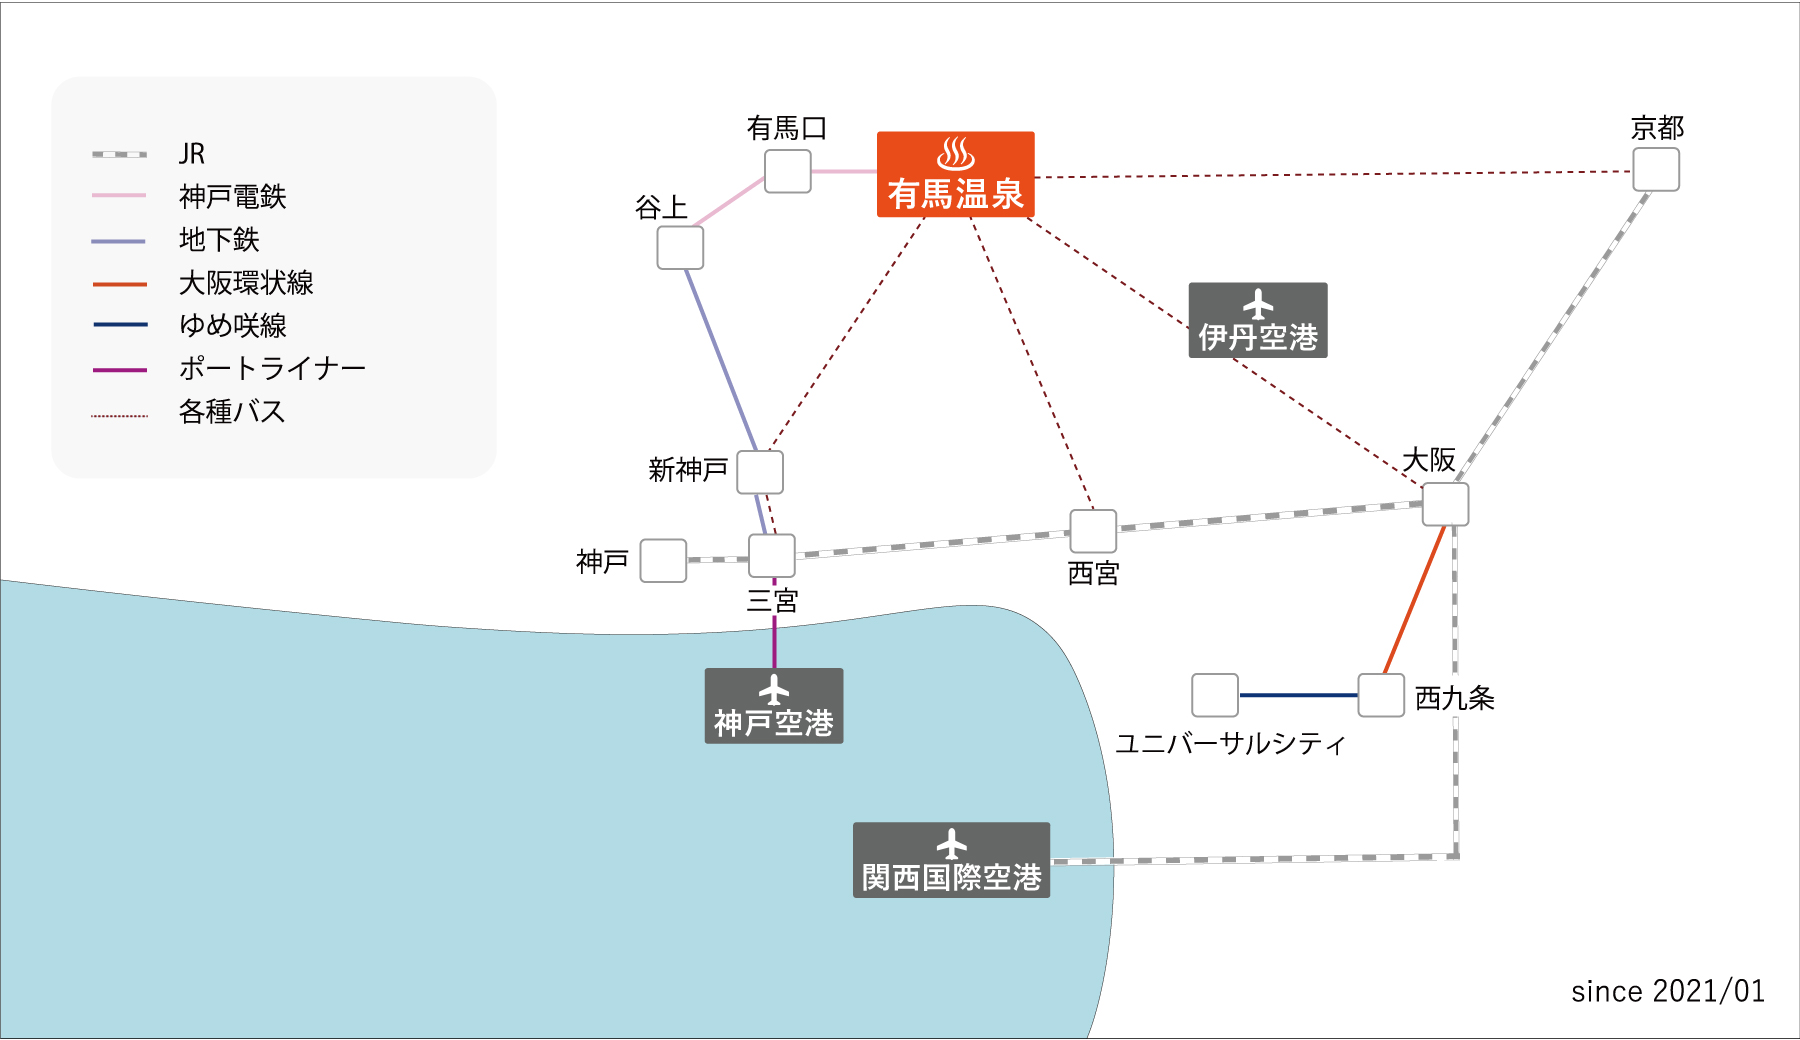 JR
神戸電鉄
地下鉄
大阪環状線
ゆめ咲線
ポートライナー
各種バス
有馬口
有馬温泉
京都
谷上
伊丹空港
新神戸
大阪
神戸
三宮
西宮
神戸空港
西九条
ユニバーサルシティ
関西国際空港
since 2021/01